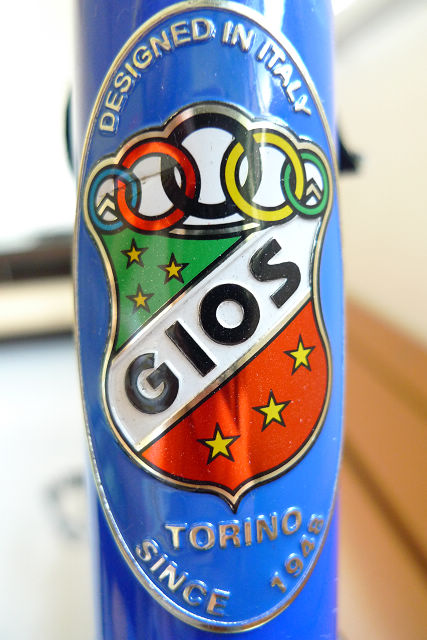 DESIGNED IN ITALY
GIOS
TORINO
SINCE 1948